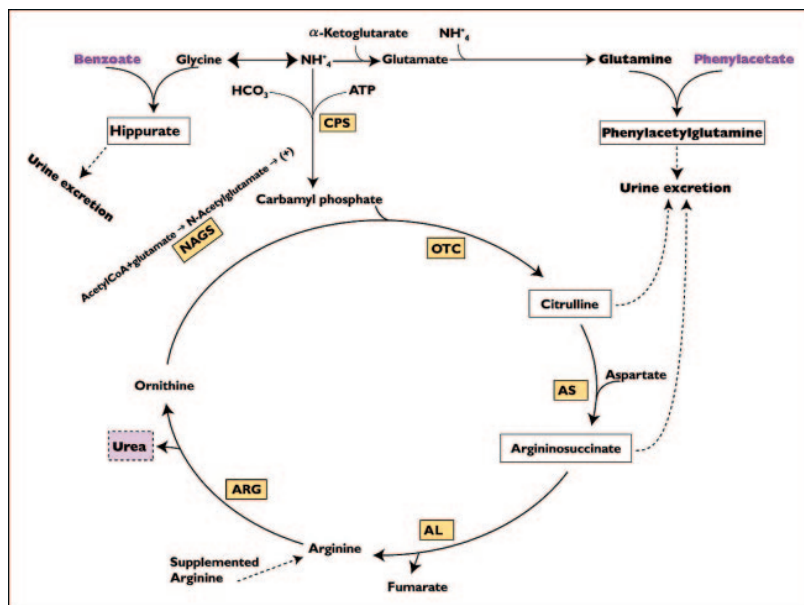 α-Ketoglutarate
NH⁺₄
Benzoate
Glycine
NH⁺₄
Glutamate
Glutamine
Phenylacetate
HCO₃
ATP
CPS
Hippurate
Phenylacetylglutamine
Urine excretion
Urine excretion
AcetylCoA+glutamate → N-Acetylglutamate → (+)
NAGS
Carbamyl phosphate
OTC
Citrulline
Ornithine
AS
Aspartate
Urea
Argininosuccinate
ARG
AL
Arginine
Supplemented
Arginine
Fumarate